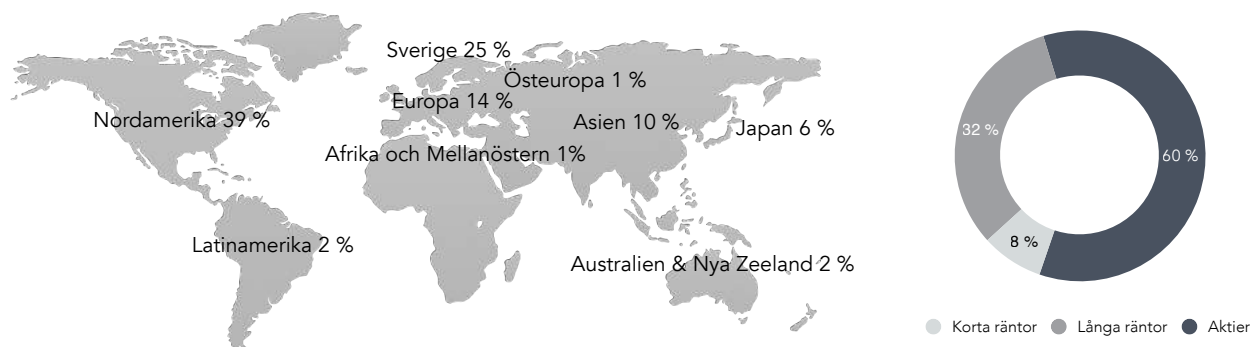 Sverige 25 %
Östeuropa 1 %
Europa 14 %
Nordamerika 39 %
Asien 10 %
Japan 6 %
Afrika och Mellanöstern 1%
Latinamerika 2 %
Australien & Nya Zeeland 2 %
32 %
60 %
8 %
Korta räntor
Långa räntor
Aktier